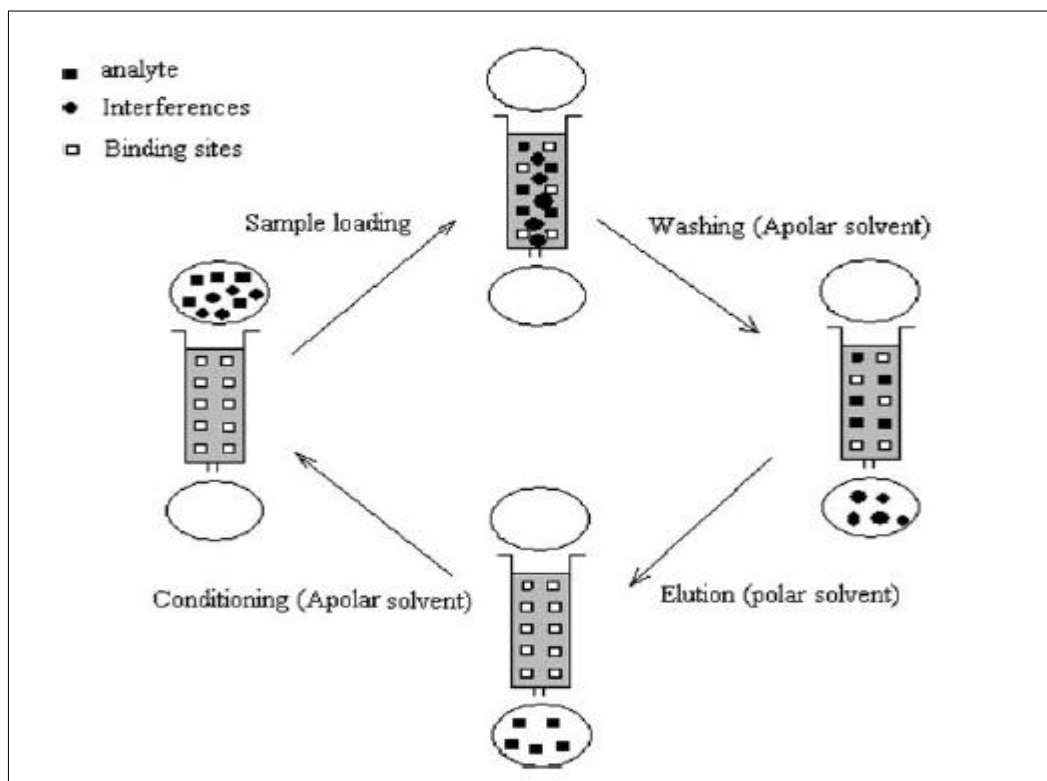 analyte
Interferences
Binding sites
Sample loading
Washing (Apolar solvent)
Conditioning (Apolar solvent)
Elution (polar solvent)